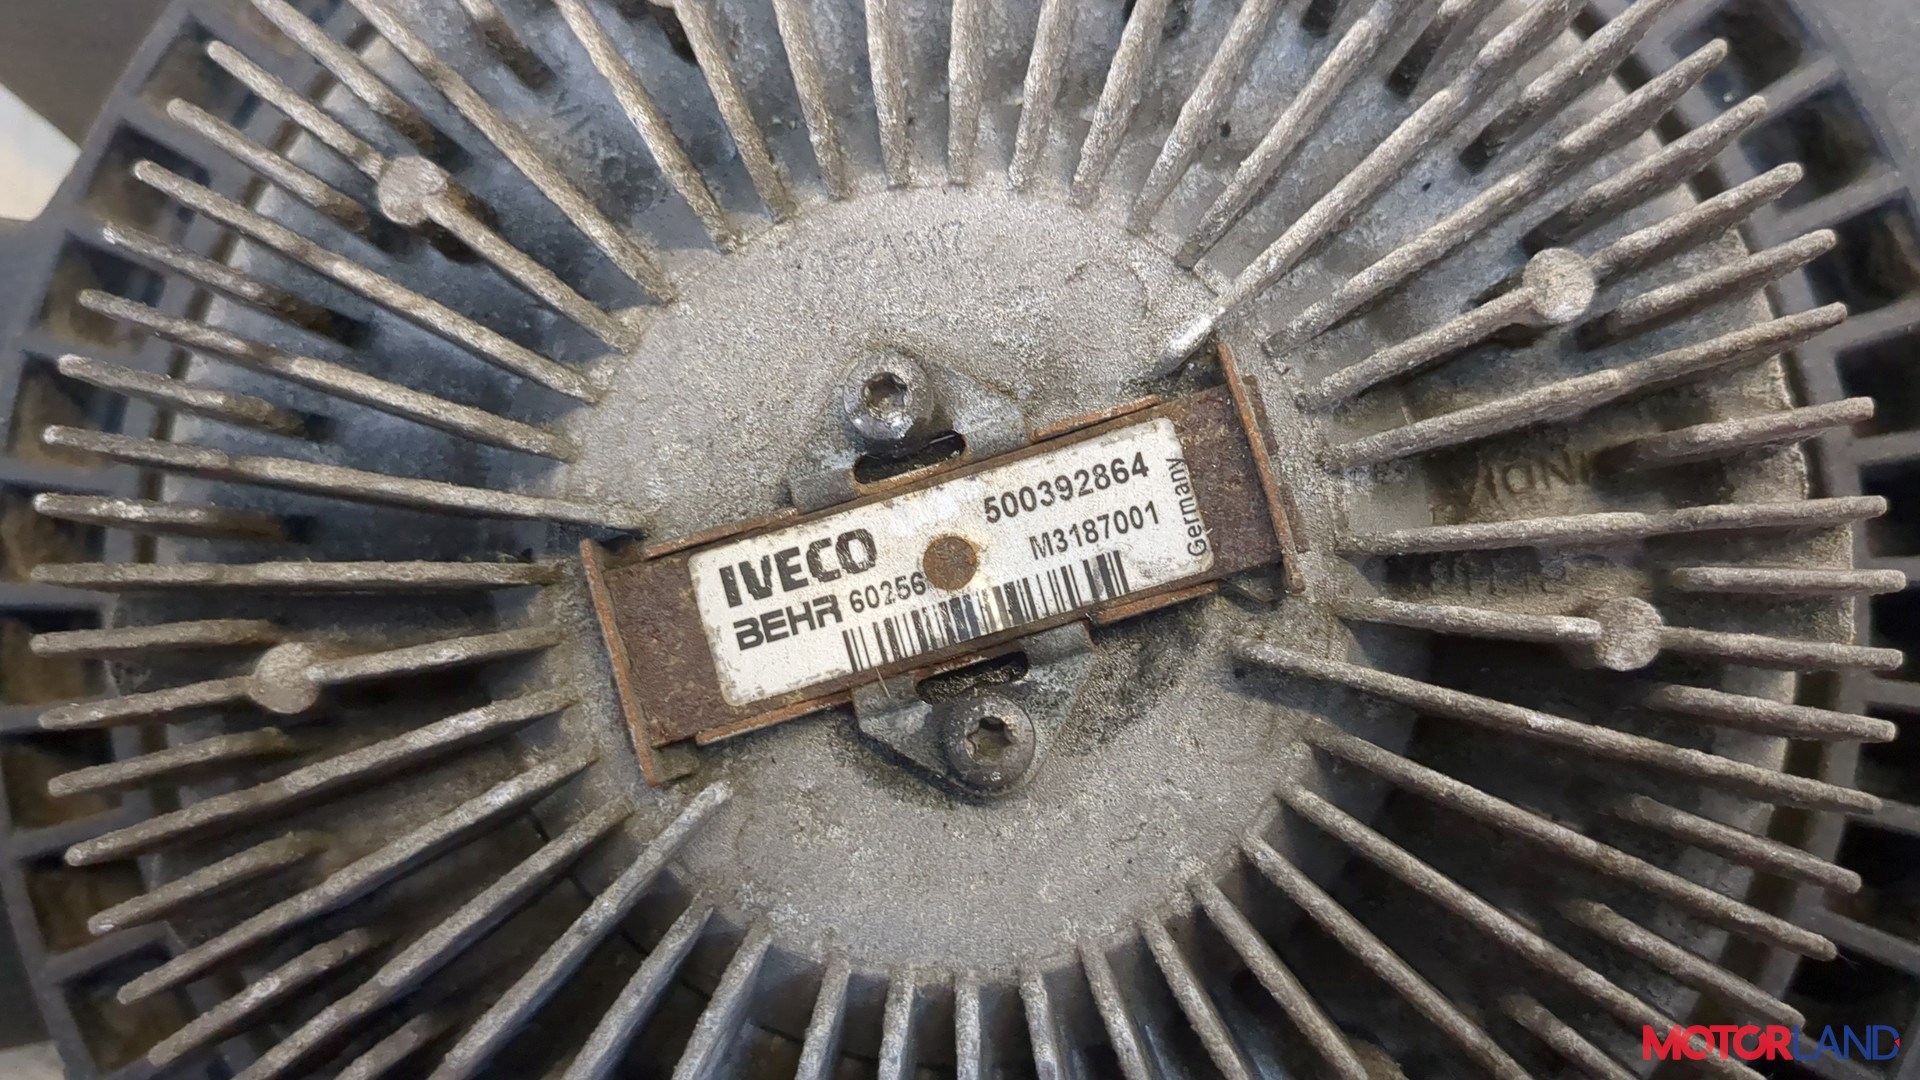 IVECO
500392864
BEHR 60256
M3187001
Germany
MOTORLAND